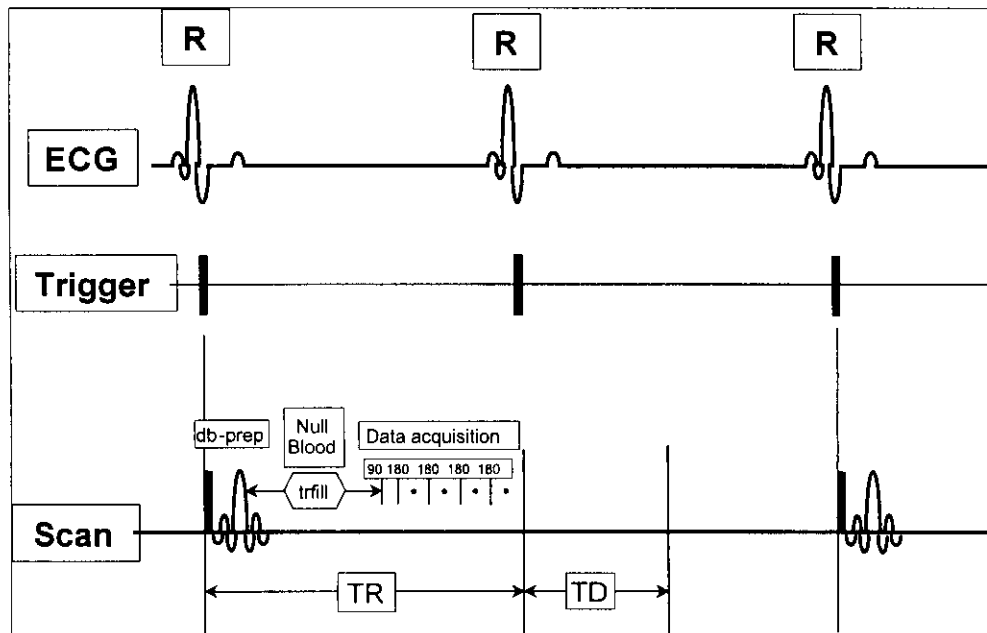 R R R
ECG
Trigger
db-prep
Null
Blood
Data acquisition
90 180 180 180 180
trfill
Scan
TR TD